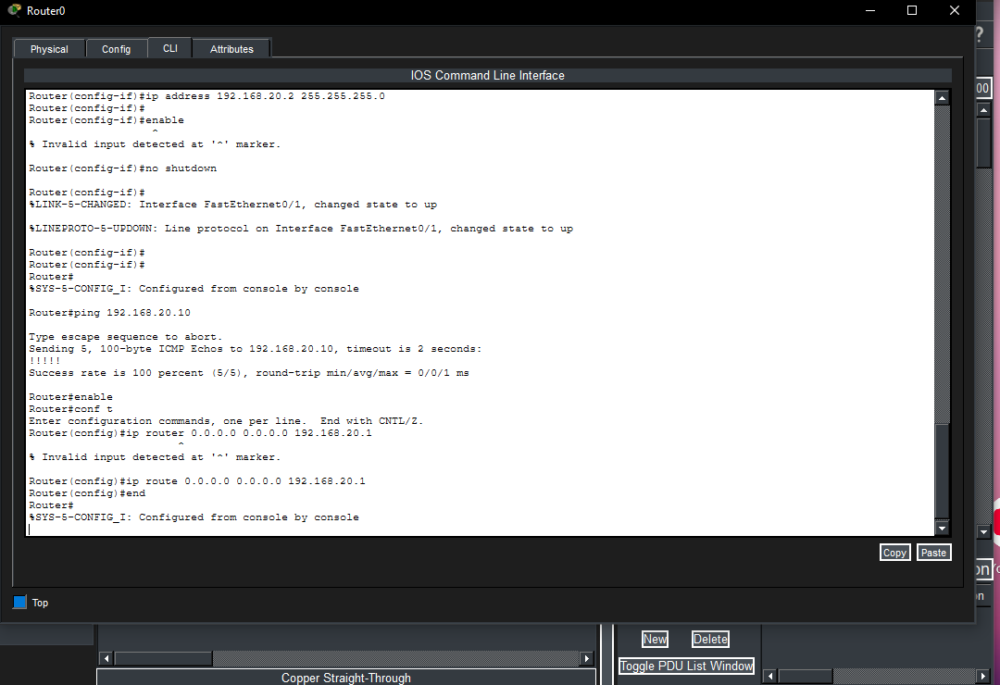 Router0
?
Physical
Config
CLI
Attributes
IOS Command Line Interface
00
Router(config-if)#ip address 192.168.20.2 255.255.255.0
Router(config-if)#
Router(config-if)#enable
^
% Invalid input detected at '^' marker.
Router(config-if)#no shutdown
Router(config-if)#
%LINK-5-CHANGED: Interface FastEthernet0/1, changed state to up
%LINEPROTO-5-UPDOWN: Line protocol on Interface FastEthernet0/1, changed state to up
Router(config-if)#
Router(config-if)#
Router#
%SYS-5-CONFIG_I: Configured from console by console
Router#ping 192.168.20.10
Type escape sequence to abort.
Sending 5, 100-byte ICMP Echos to 192.168.20.10, timeout is 2 seconds:
!!!!!
Success rate is 100 percent (5/5), round-trip min/avg/max = 0/0/1 ms
Router#enable
Router#conf t
Enter configuration commands, one per line.  End with CNTL/Z.
Router(config)#ip router 0.0.0.0 0.0.0.0 192.168.20.1
^
% Invalid input detected at '^' marker.
Router(config)#ip route 0.0.0.0 0.0.0.0 192.168.20.1
Router(config)#end
Router#
%SYS-5-CONFIG_I: Configured from console by console
Copy
Paste
on
on
Top
New
Delete
Toggle PDU List Window
Copper Straight-Through